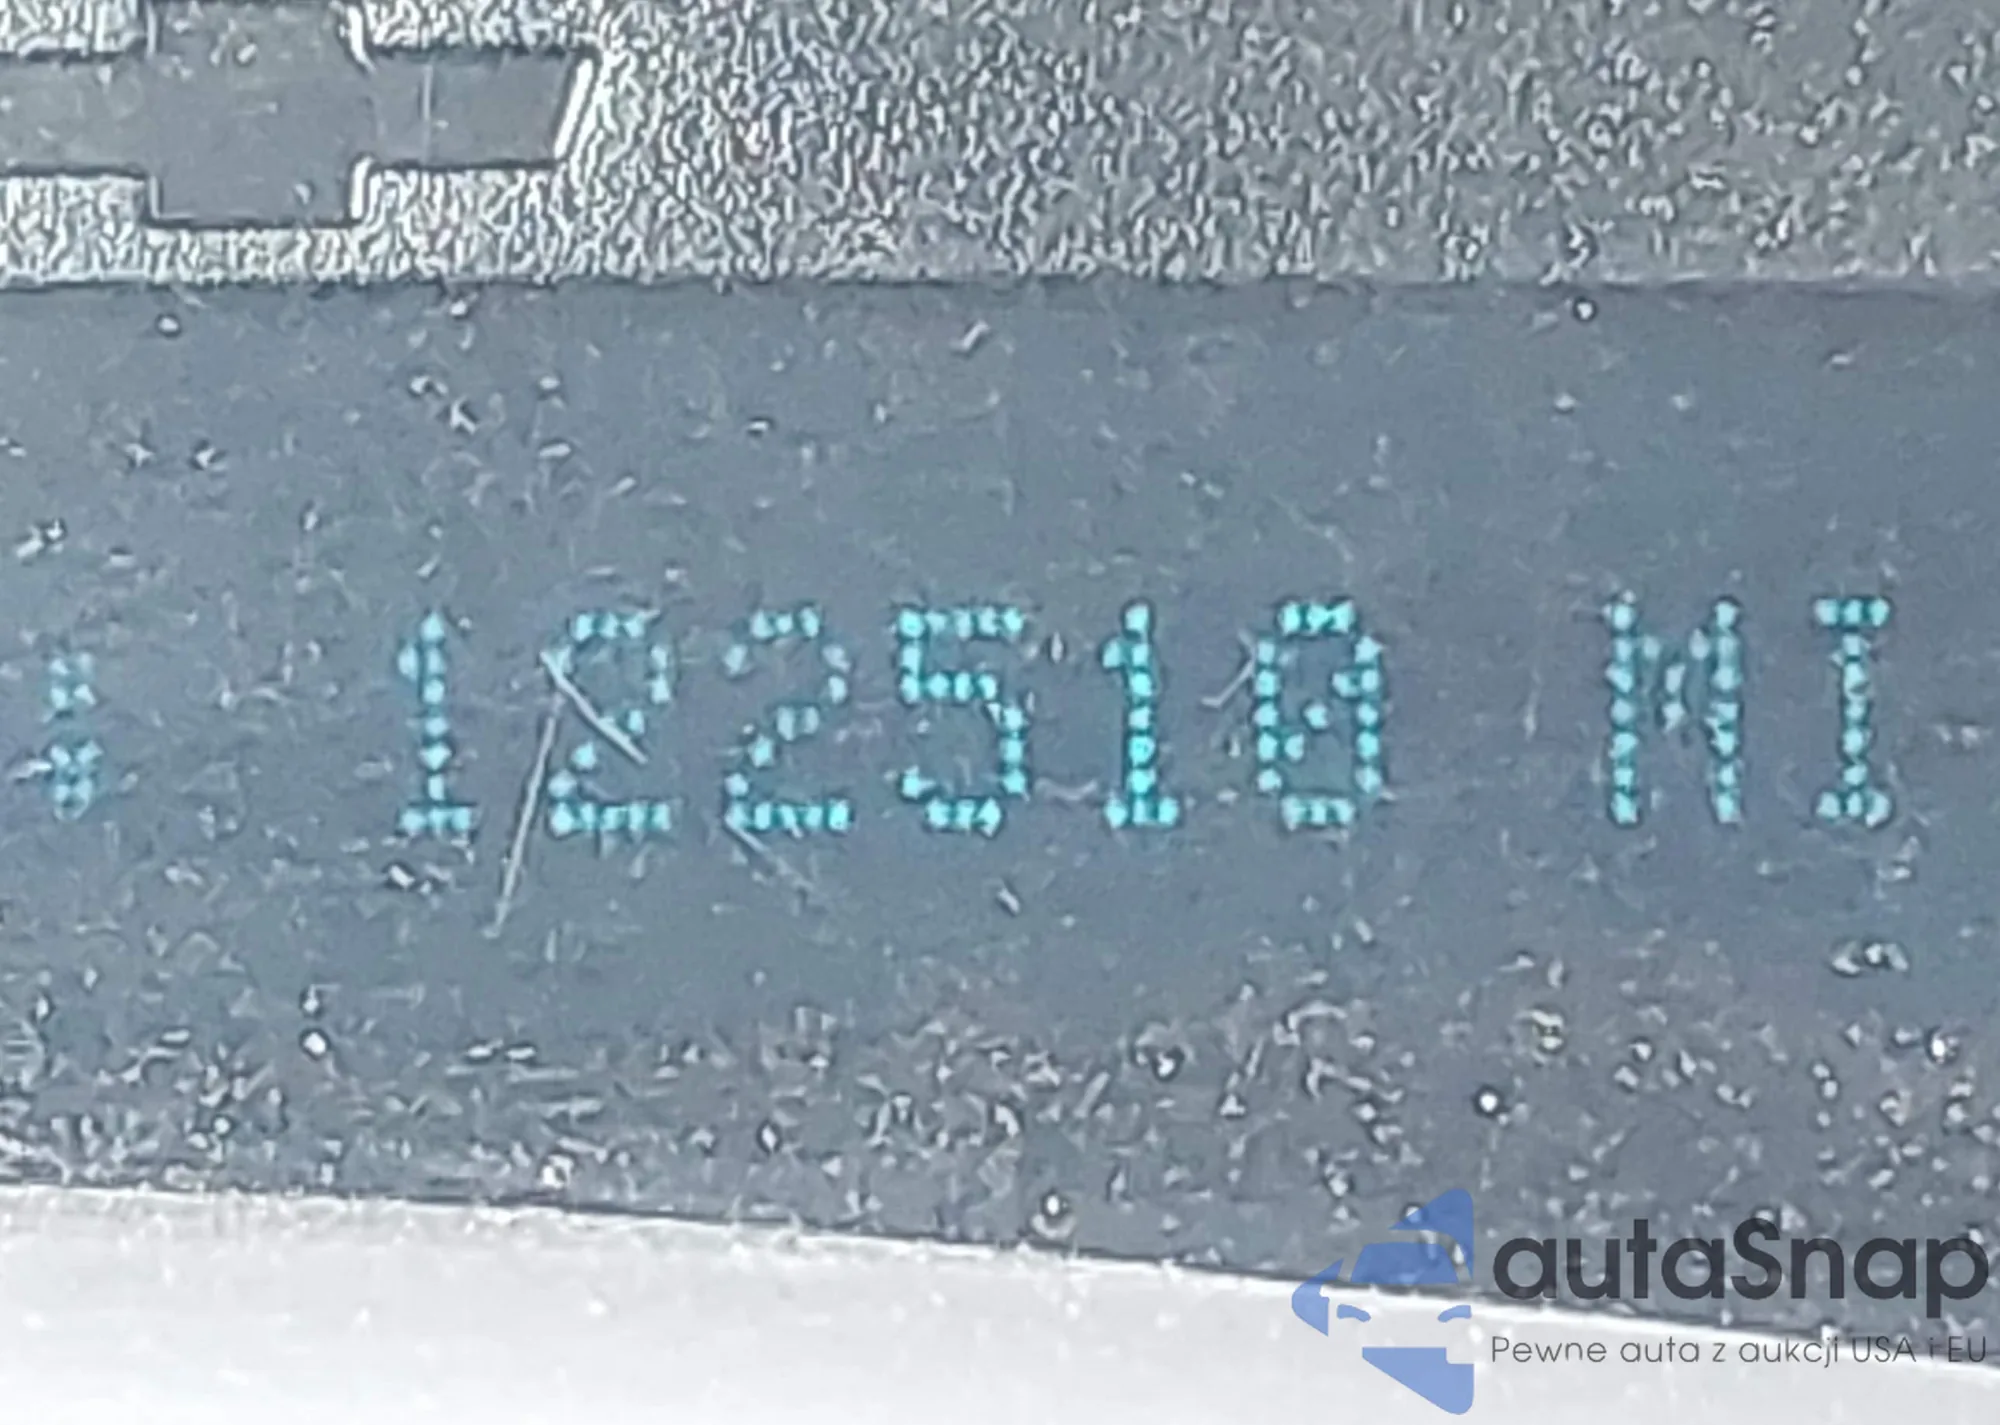 : 122510 MI
autaSnap
Pewne auta z aukcji USA i EU